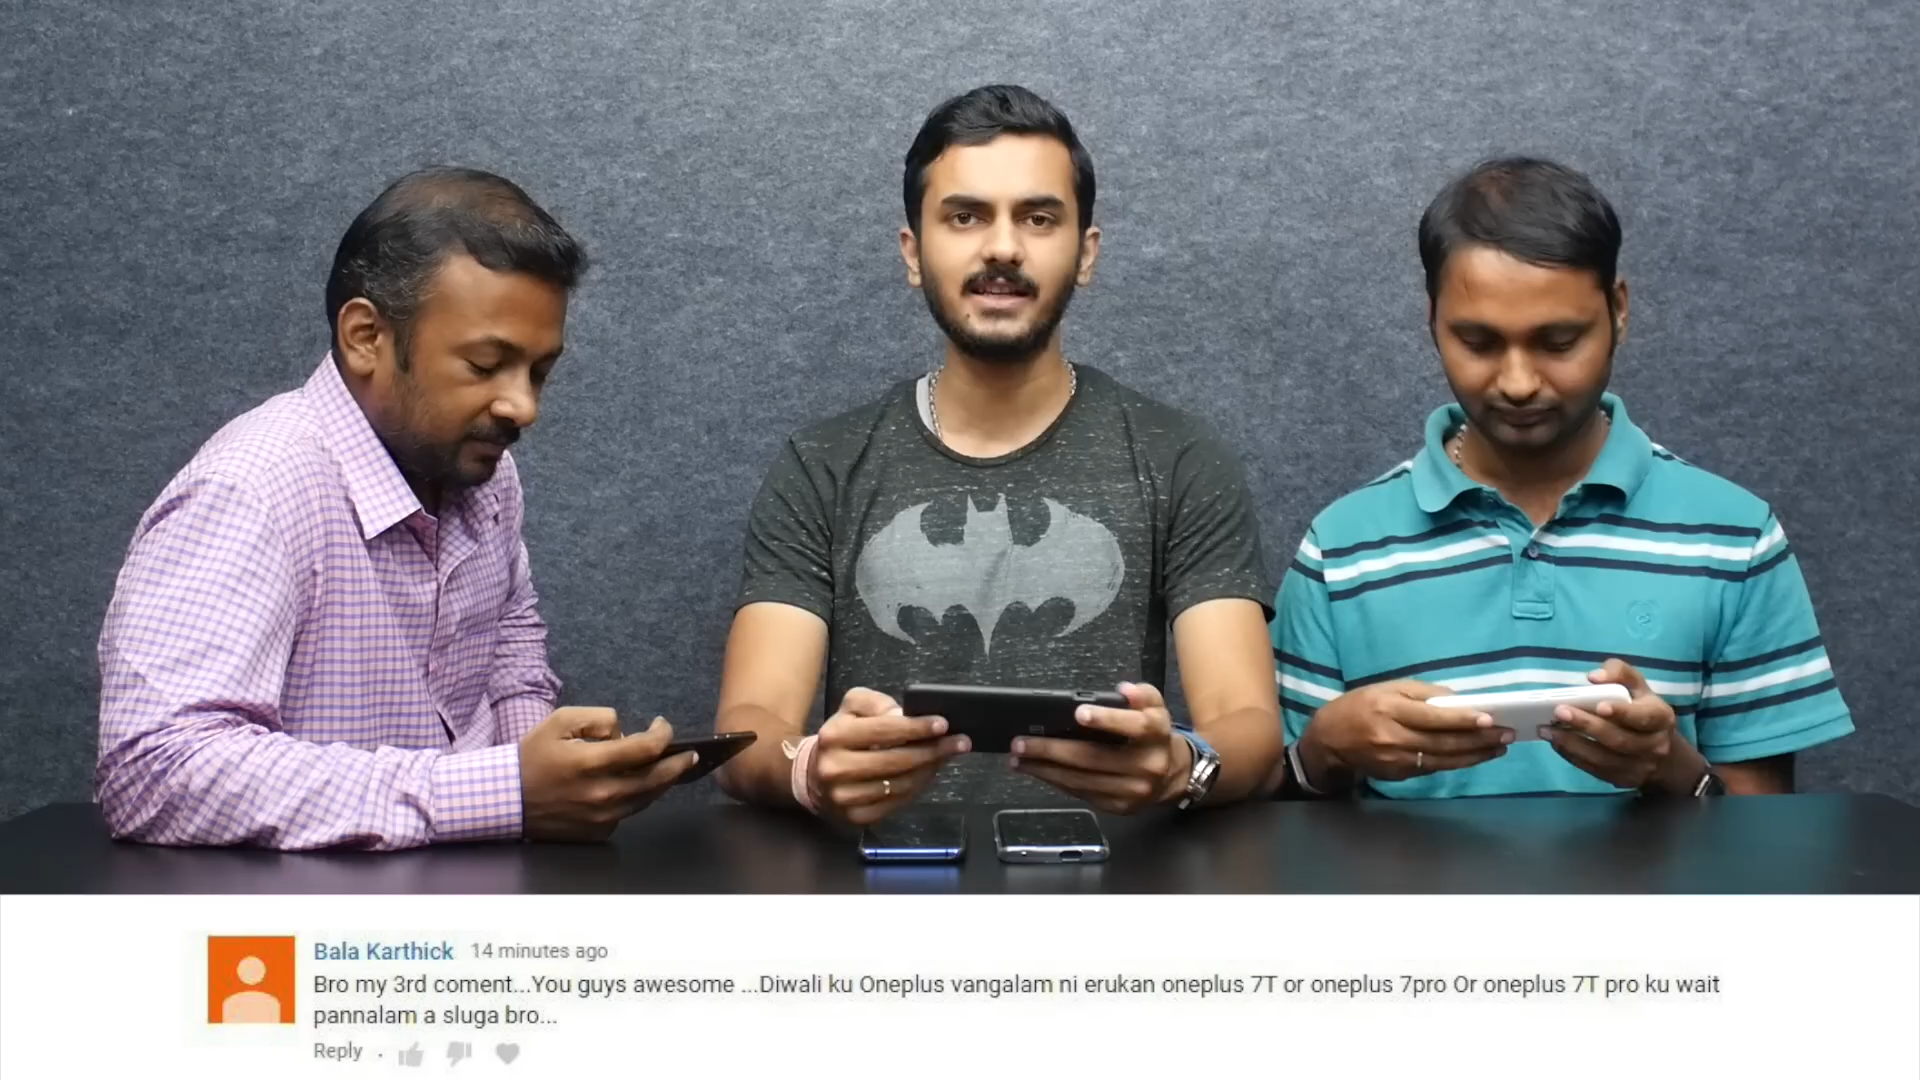 Bala Karthick 14 minutes ago
Bro my 3rd coment...You guys awesome ...Diwali ku Oneplus vangalam ni erukan oneplus 7T or oneplus 7pro Or oneplus 7T pro ku wait
pannalam a sluga bro...
Reply .